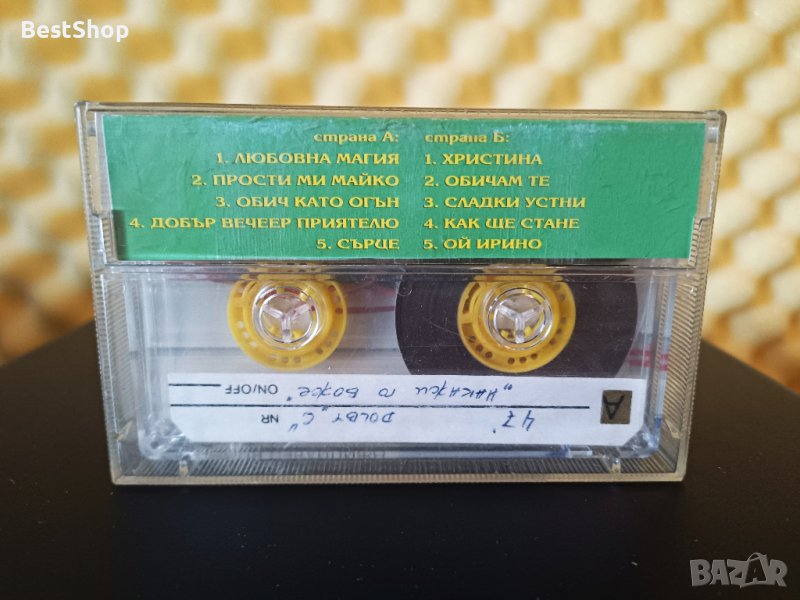 BestShop
страна А:
1. ЛЮБОВНА МАГИЯ
2. ПРОСТИ МИ МАЙКО
3. ОБИЧ КАТО ОГЪН
4. ДОБЪР ВЕЧЕЕР ПРИЯТЕЛЮ
5. СЪРЦЕ
страна Б:
1. ХРИСТИНА
2. ОБИЧАМ ТЕ
3. СЛАДКИ УСТНИ
4. КАК ЩЕ СТАНЕ
5. ОЙ ИРИНО
A
47'
DOLBY "C"
NR
„НАКАЖИ ГО БОЖЕ"
ON/OFF
BAZAR